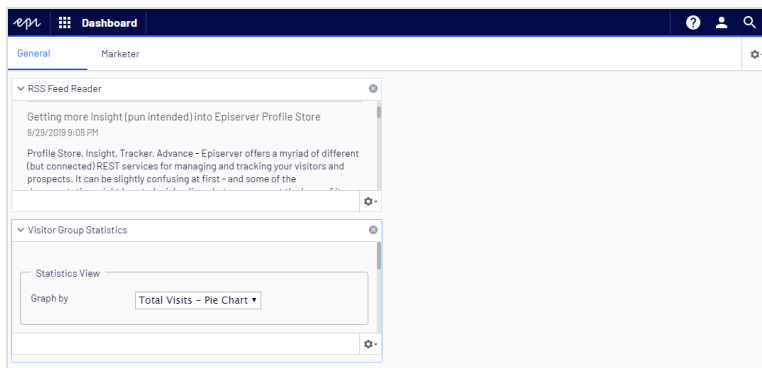 epi Dashboard
General Marketer
RSS Feed Reader
Getting more Insight (pun intended) into Episerver Profile Store
8/29/2019 9:08 PM
Profile Store, Insight, Tracker, Advance - Episerver offers a myriad of different
(but connected) REST services for managing and tracking your visitors and
prospects. It can be slightly confusing at first - and some of the
Visitor Group Statistics
Statistics View
Graph by Total Visits - Pie Chart